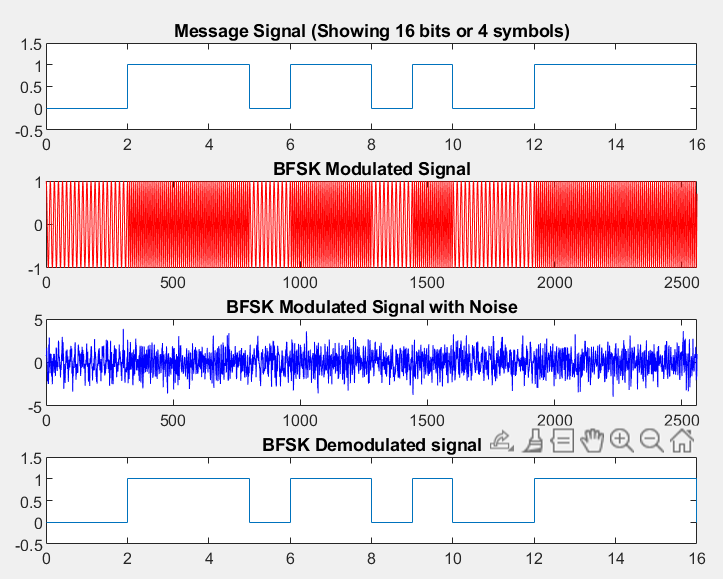 Message Signal (Showing 16 bits or 4 symbols)
1.5
1
0.5
0
-0.5
0 2 4 6 8 10 12 14 16
BFSK Modulated Signal
1
0
-1
0 500 1000 1500 2000 2500
BFSK Modulated Signal with Noise
5
0
-5
0 500 1000 1500 2000 2500
BFSK Demodulated signal
1.5
1
0.5
0
-0.5
0 2 4 6 8 10 12 14 16